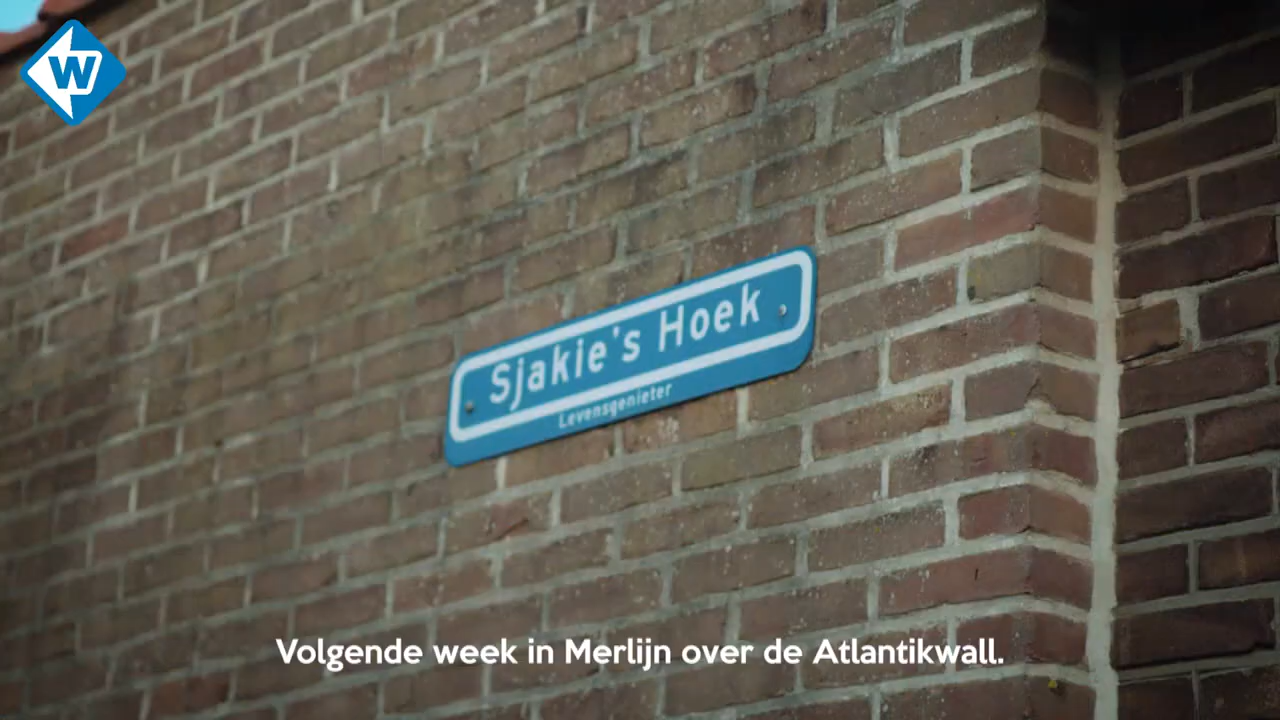 W
Sjakie's Hoek
Levensgenieter
Volgende week in Merlijn over de Atlantikwall.